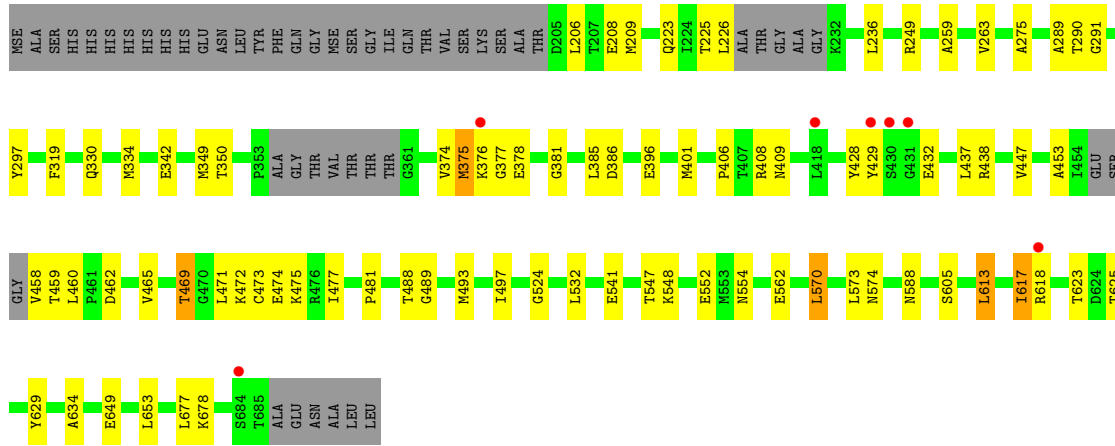 MSE ALA SER HIS HIS HIS HIS HIS HIS GLU ASN LEU TYR PHE GLN GLY MSE SER GLY ILE GLN THR VAL SER LYS SER ALA THR D205 L206 T207 E208 M209 Q223 I224 T225 L226 ALA THR GLY ALA GLY K232 L236 R249 A259 V263 A275 A289 T290 G291
Y297 F319 Q330 M334 E342 M349 T350 P353 ALA GLY THR VAL THR THR THR G361 V374 M375 K376 G377 E378 G381 L385 D386 E396 M401 P406 T407 R408 N409 L418 Y428 Y429 S430 G431 E432 L437 R438 V447 A453 I454 GLU SER
GLY V458 T459 L460 P461 D462 V465 T469 G470 L471 K472 C473 E474 K475 R476 I477 P481 T488 G489 M493 I497 G524 L532 E541 T547 K548 E552 M553 N554 E562 L570 L573 N574 N588 S605 L613 I617 R618 T623 D624 T625
Y629 A634 E649 L653 L677 K678 S684 T685 ALA GLU ASN ALA LEU LEU